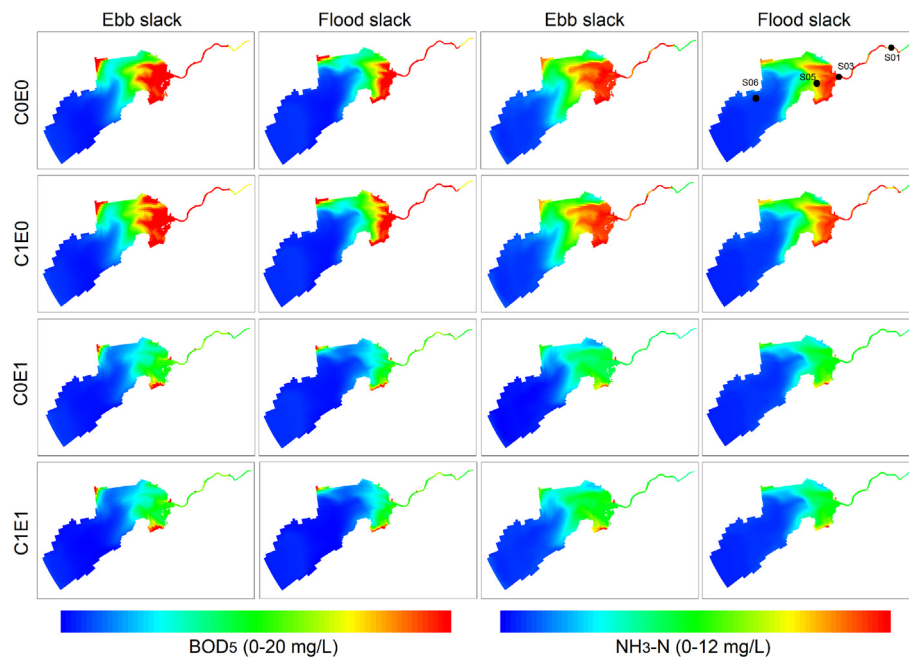 Ebb slack Flood slack Ebb slack Flood slack
C0E0
S01
S03
S05
S06
C1E0
C0E1
C1E1
BOD₅ (0-20 mg/L) NH₃-N (0-12 mg/L)